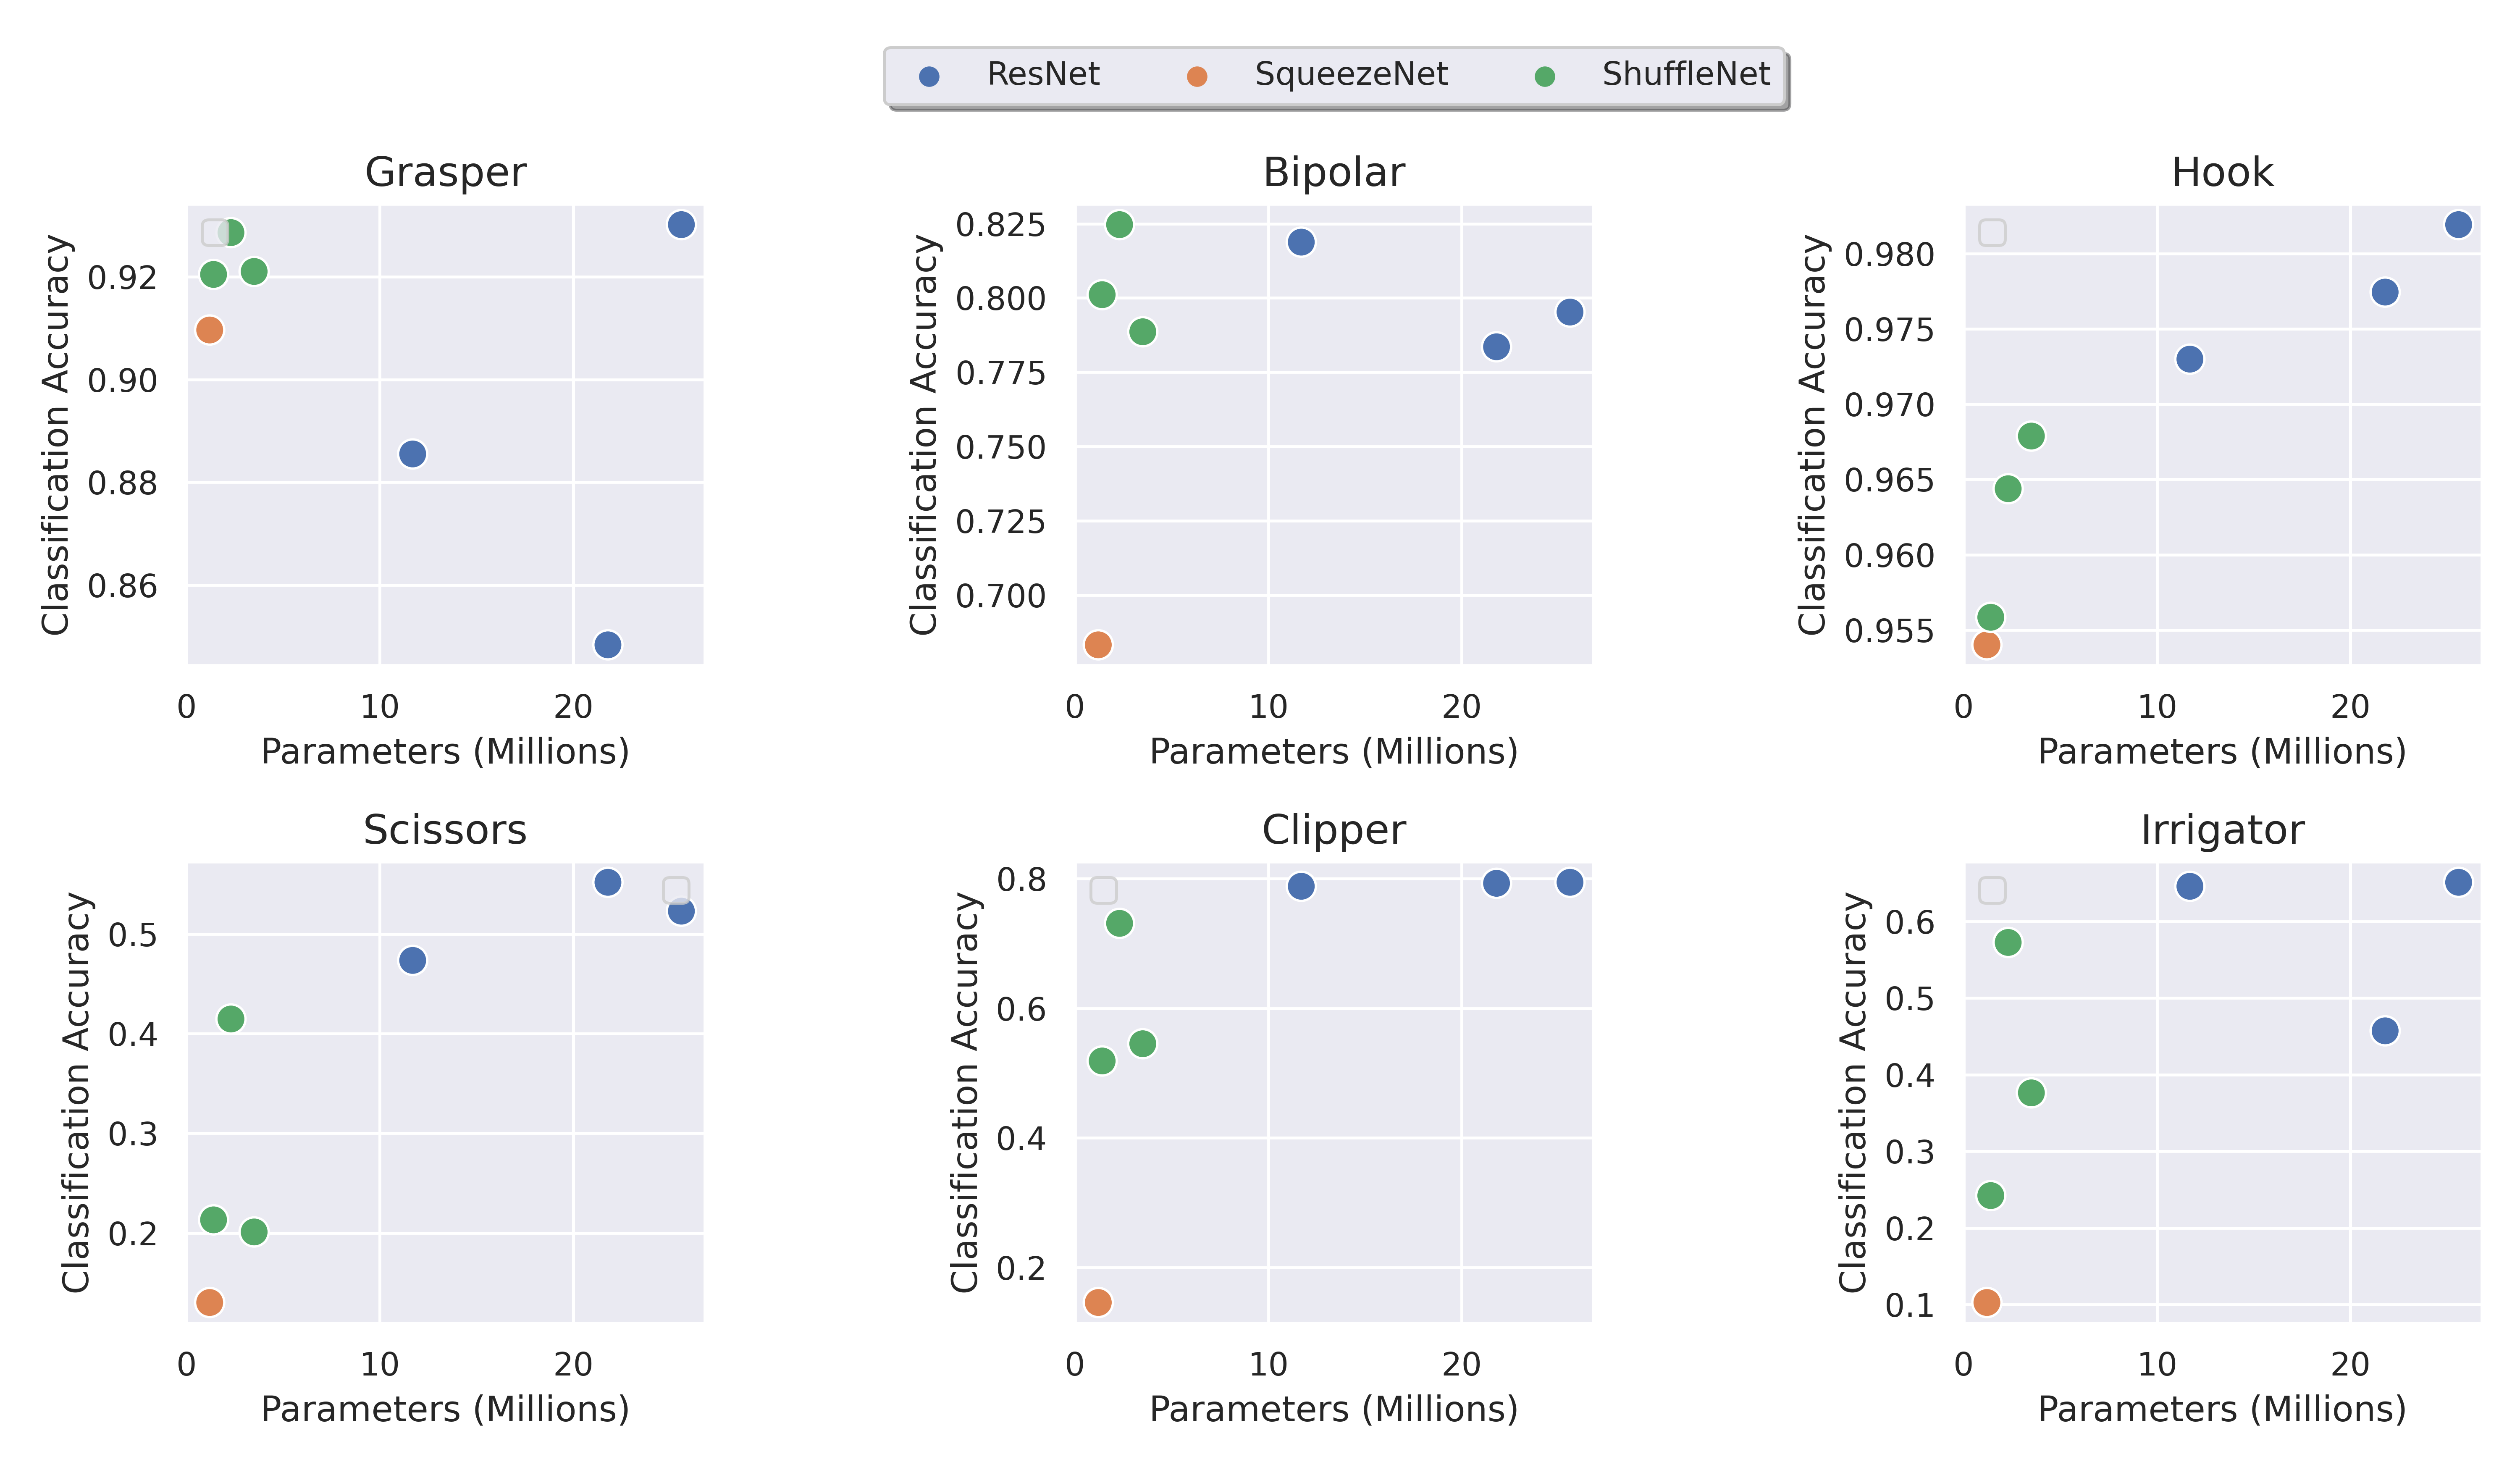 ResNet SqueezeNet ShuffleNet
Grasper
Classification Accuracy
0.92
0.90
0.88
0.86
0 10 20
Parameters (Millions)
Bipolar
Classification Accuracy
0.825
0.800
0.775
0.750
0.725
0.700
0 10 20
Parameters (Millions)
Hook
Classification Accuracy
0.980
0.975
0.970
0.965
0.960
0.955
0 10 20
Parameters (Millions)
Scissors
Classification Accuracy
0.5
0.4
0.3
0.2
0 10 20
Parameters (Millions)
Clipper
Classification Accuracy
0.8
0.6
0.4
0.2
0 10 20
Parameters (Millions)
Irrigator
Classification Accuracy
0.6
0.5
0.4
0.3
0.2
0.1
0 10 20
Parameters (Millions)